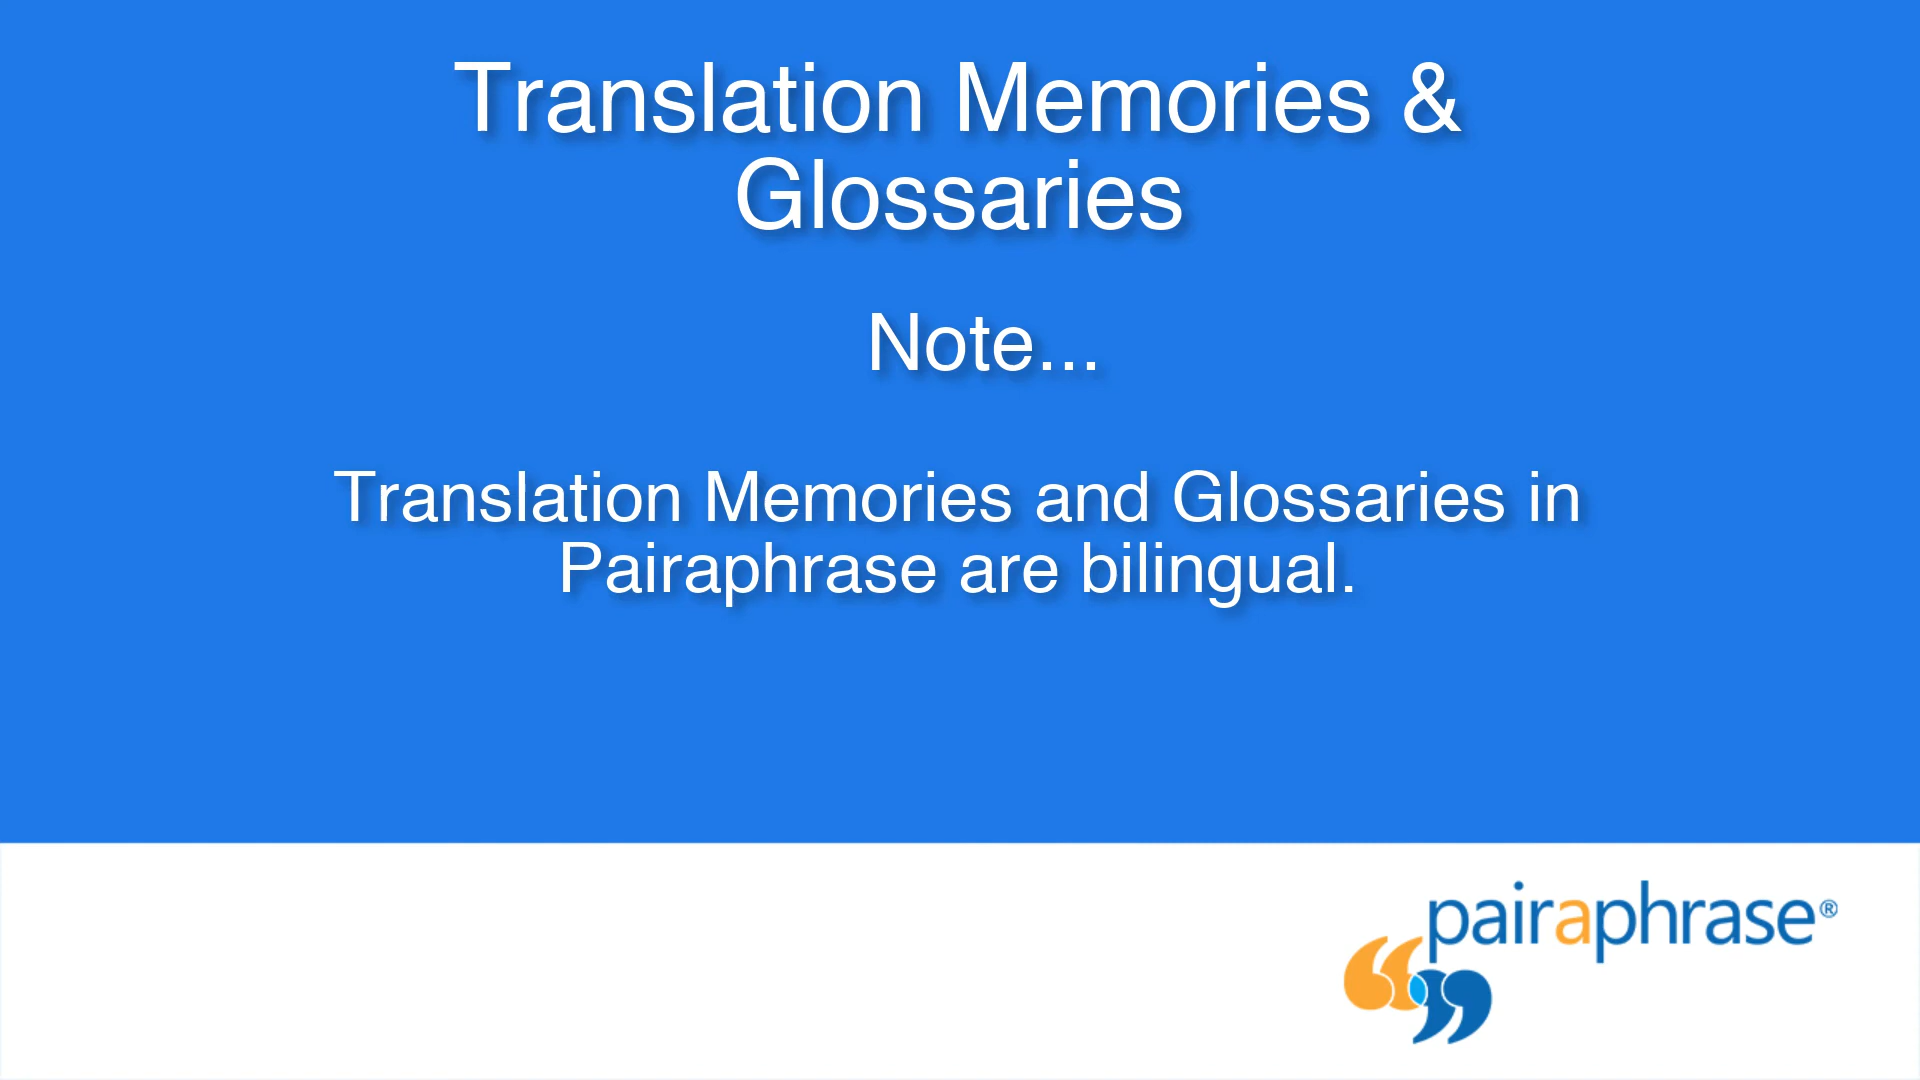 Translation Memories &
Glossaries
Note...
Translation Memories and Glossaries in
Pairaphrase are bilingual.
pairaphrase®